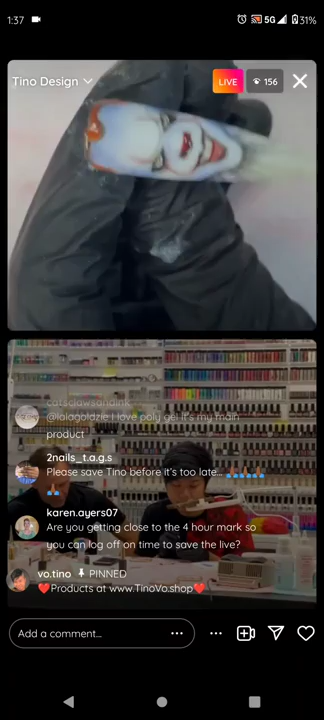 1:37
5G 31%
Tino Design
LIVE
156
catsclawsandink
@lalagoldzie I love poly gel it's my main
product
2nails_t.a.g.s
Please save Tino before it's too late... 🙏🏾🙏🏾🙏🏾🙏🏾
🙏🏾
karen.ayers07
Are you getting close to the 4 hour mark so
you can log off on time to save the live?
vo.tino PINNED
❤️Products at www.TinoVo.shop❤️
Add a comment...